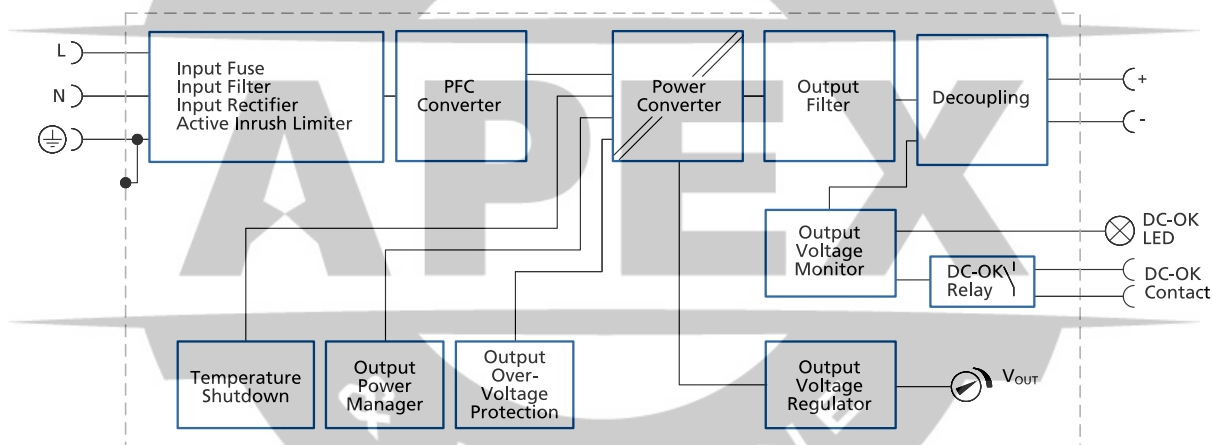 L
N
Input Fuse
Input Filter
Input Rectifier
Active Inrush Limiter
PFC
Converter
Power
Converter
Output
Filter
Decoupling
+
-
Output
Voltage
Monitor
DC-OK
LED
DC-OK
Relay
DC-OK
Contact
Temperature
Shutdown
Output
Power
Manager
Output
Over-
Voltage
Protection
Output
Voltage
Regulator
VOUT
APEX